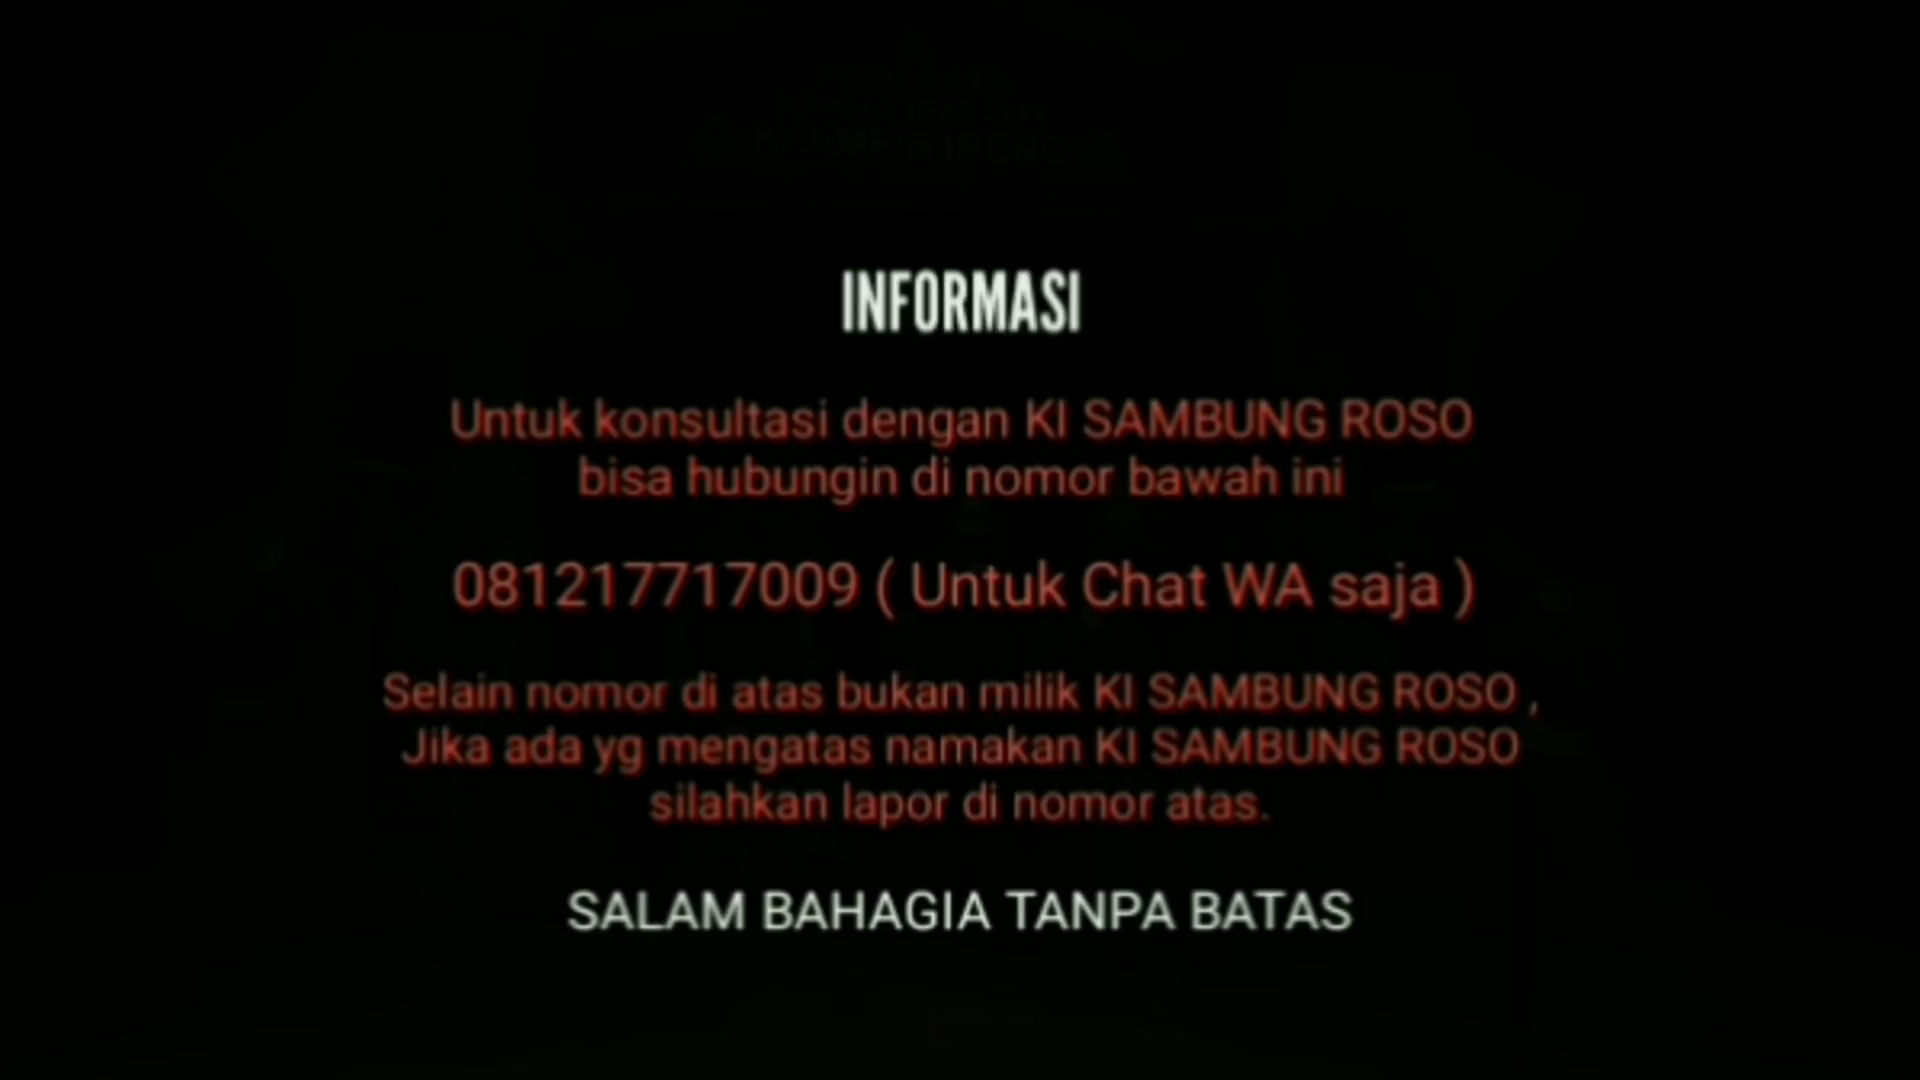 KLAMPIS IRENG
INFORMASI
Untuk konsultasi dengan KI SAMBUNG ROSO
bisa hubungin di nomor bawah ini
081217717009 ( Untuk Chat WA saja )
Selain nomor di atas bukan milik KI SAMBUNG ROSO ,
Jika ada yg mengatas namakan KI SAMBUNG ROSO
silahkan lapor di nomor atas.
SALAM BAHAGIA TANPA BATAS